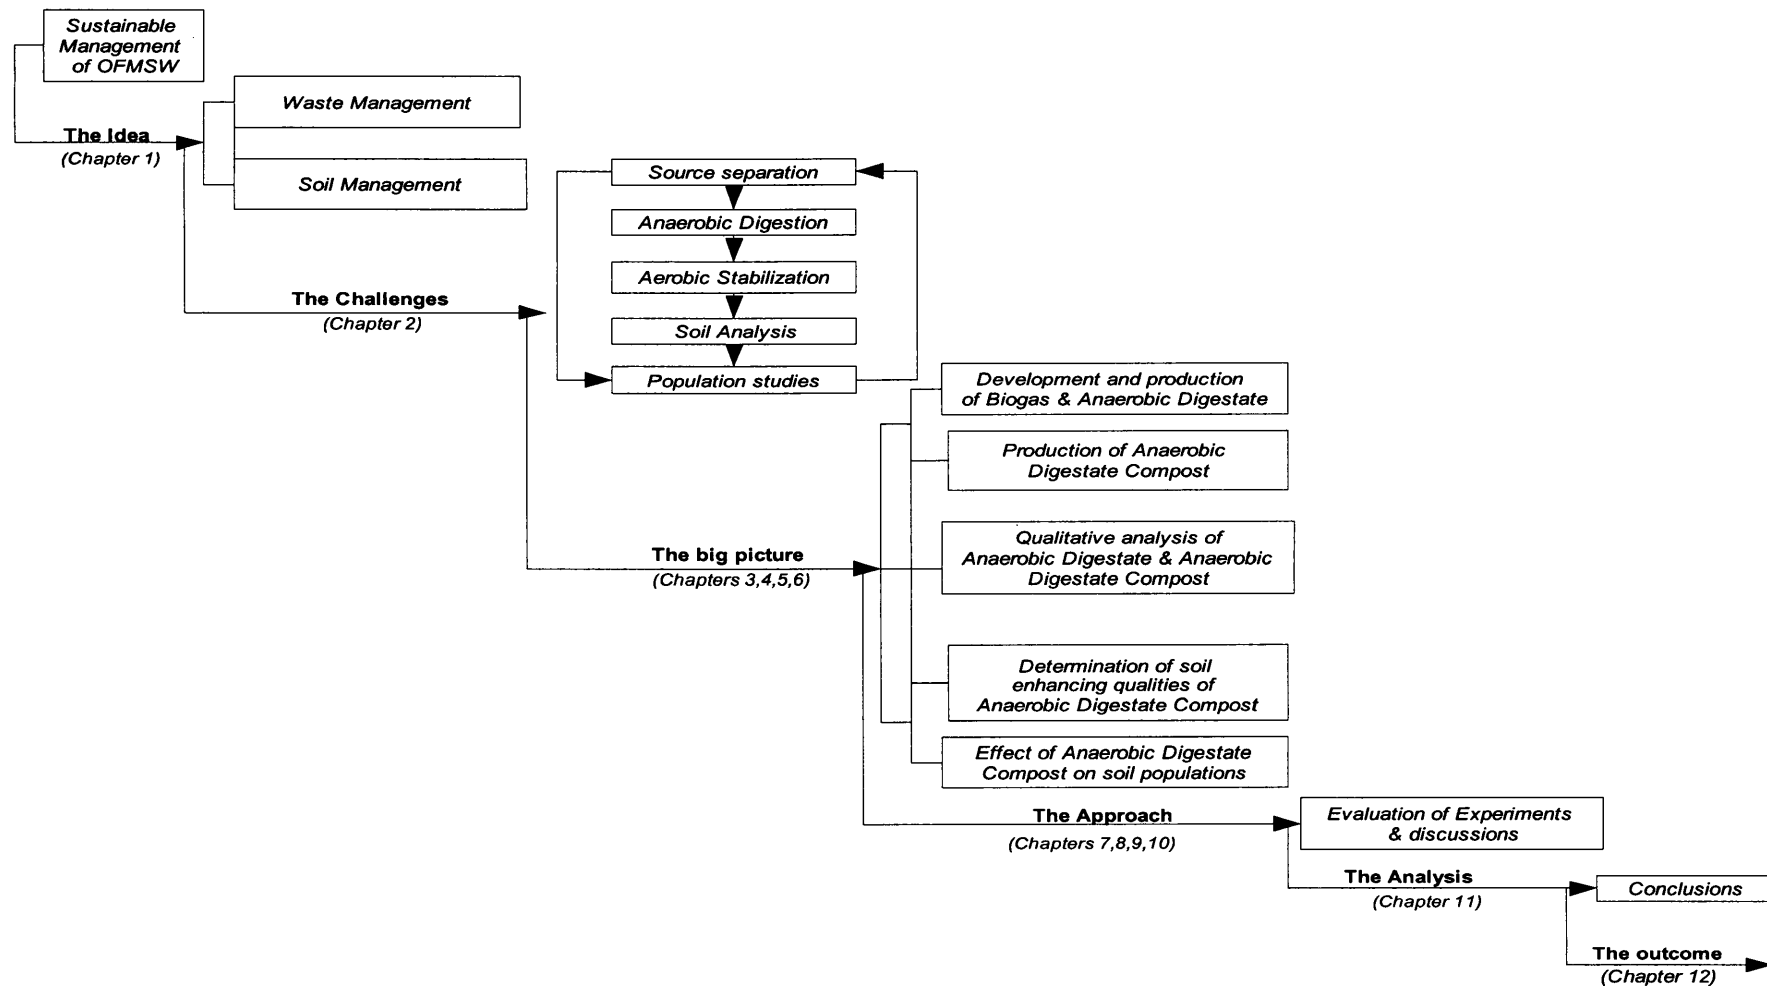 Sustainable
Management
of OFMSW
Waste Management
The Idea
(Chapter 1)
Soil Management
Source separation
Anaerobic Digestion
Aerobic Stabilization
Soil Analysis
Population studies
The Challenges
(Chapter 2)
Development and production
of Biogas & Anaerobic Digestate
Production of Anaerobic
Digestate Compost
Qualitative analysis of
Anaerobic Digestate & Anaerobic
Digestate Compost
The big picture
(Chapters 3,4,5,6)
Determination of soil
enhancing qualities of
Anaerobic Digestate Compost
Effect of Anaerobic Digestate
Compost on soil populations
The Approach
(Chapters 7,8,9,10)
Evaluation of Experiments
& discussions
The Analysis
(Chapter 11)
Conclusions
The outcome
(Chapter 12)